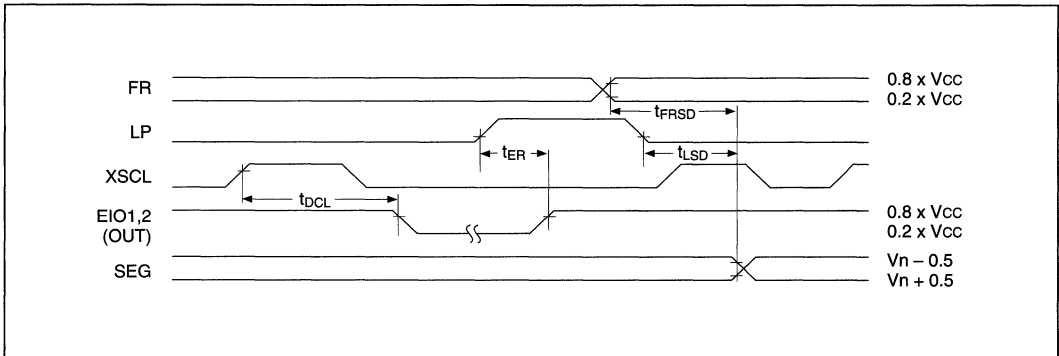 FR
0.8 x VCC
0.2 x VCC
tFRSD
LP
tER
tLSD
XSCL
tDCL
EIO1,2
(OUT)
0.8 x VCC
0.2 x VCC
SEG
Vn – 0.5
Vn + 0.5